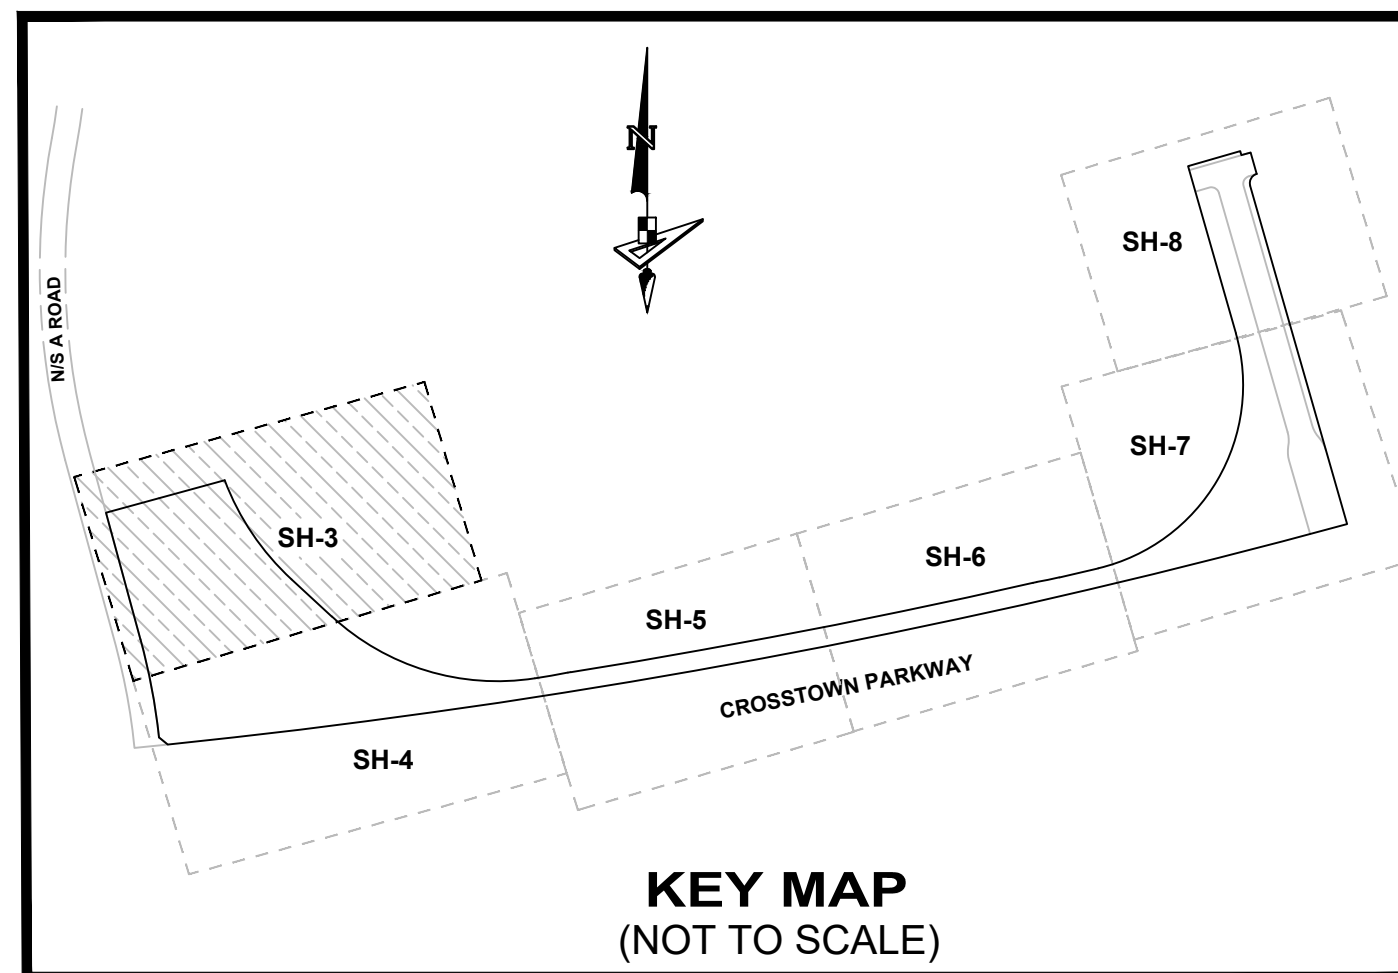 N
SH-8
N/S A ROAD
SH-7
SH-3
SH-6
SH-5
CROSSTOWN PARKWAY
SH-4
KEY MAP
(NOT TO SCALE)